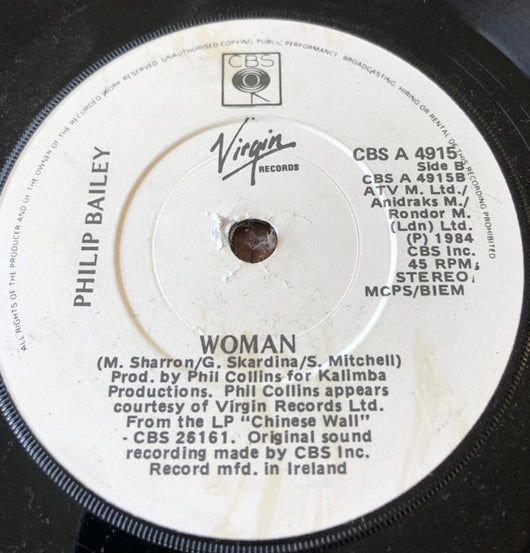 ALL RIGHTS OF THE PRODUCER AND OF THE OWNER OF THE RECORDED WORK RESERVED. UNAUTHORISED COPYING PUBLIC PERFORMANCE, BROADCASTING HIRING OR RENTAL OF THIS RECORDING PROHIBITED
CBS
Virgin
RECORDS
PHILIP BAILEY
CBS A 4915
Side B
CBS A 4915B
ATV M. Ltd./
Anidraks M./
Rondor M.
(Ldn) Ltd.
(P) 1984
CBS Inc.
45 RPM,
STEREO
MCPS/BIEM
WOMAN
(M. Sharron/G. Skardina/S. Mitchell)
Prod. by Phil Collins for Kalimba
Productions. Phil Collins appears
courtesy of Virgin Records Ltd.
From the LP "Chinese Wall"
- CBS 26161. Original sound
recording made by CBS Inc.
Record mfd. in Ireland